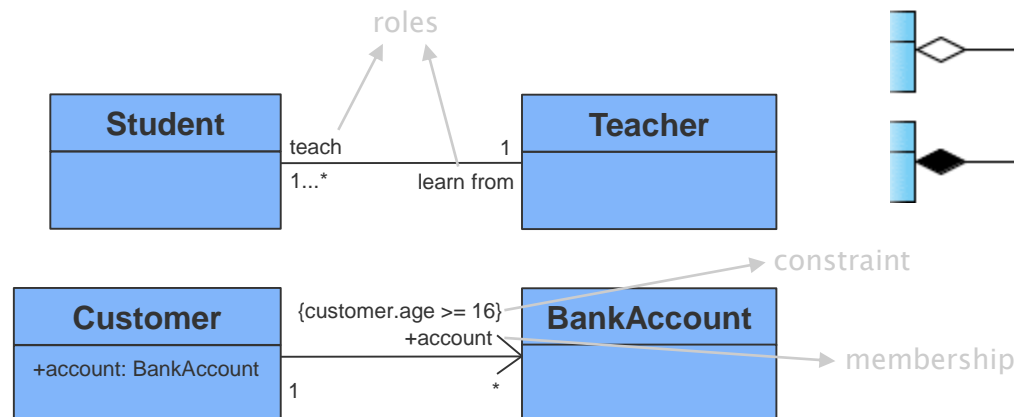 roles
Student
Teacher
teach
1
1...*
learn from
constraint
Customer
{customer.age >= 16}
BankAccount
+account
membership
+account: BankAccount
1
*